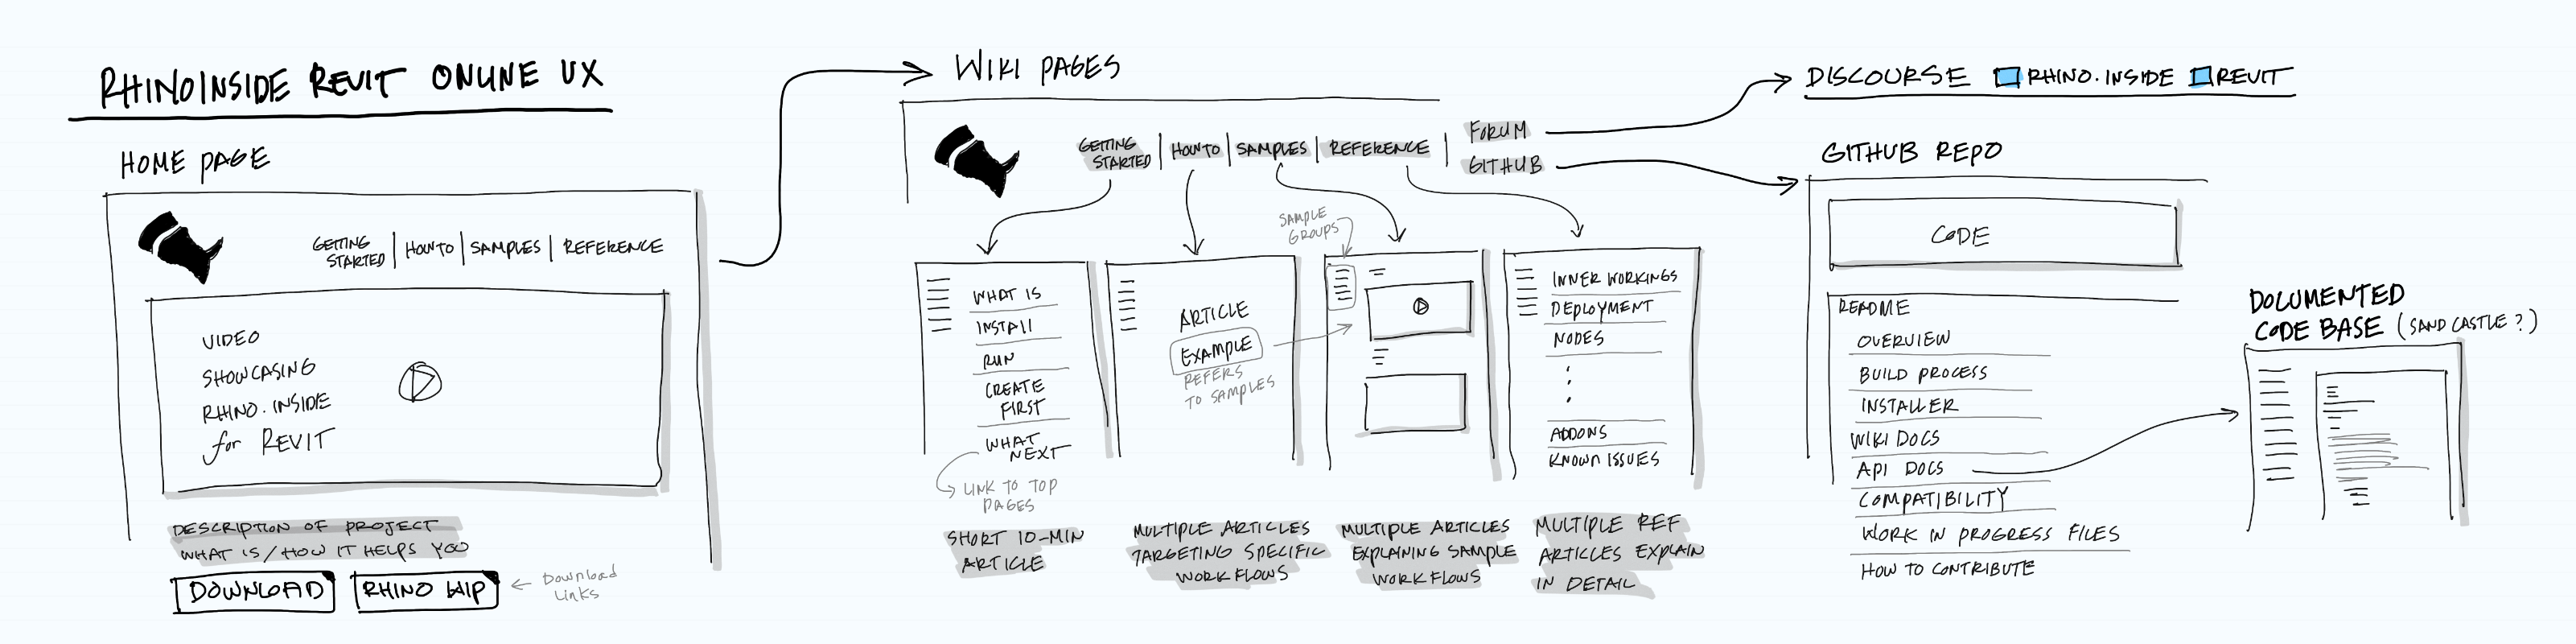 RHINOINSIDE REVIT ONLINE UX
HOME PAGE
GETTING
STARTED
HOWTO
SAMPLES
REFERENCE
VIDEO
SHOWCASING
RHINO.INSIDE
for REVIT
DESCRIPTION OF PROJECT
WHAT IS/HOW IT HELPS YOU
DOWNLOAD
RHINO WIP
Download
Links
WIKI PAGES
GETTING
STARTED
HOWTO
SAMPLES
REFERENCE
FORUM
GITHUB
WHAT IS
INSTALL
RUN
CREATE
FIRST
WHAT
NEXT
LINK TO TOP
PAGES
SHORT 10-MIN
ARTICLE
ARTICLE
EXAMPLE
REFERS
TO SAMPLES
MULTIPLE ARTICLES
TARGETING SPECIFIC
WORKFLOWS
SAMPLE
GROUPS
MULTIPLE ARTICLES
EXPLAINING SAMPLE
WORKFLOWS
INNER WORKINGS
DEPLOYMENT
NODES
ADDONS
KNOWN ISSUES
MULTIPLE REF
ARTICLES EXPLAIN
IN DETAIL
DISCOURSE RHINO.INSIDE REVIT
GITHUB REPO
CODE
README
OVERVIEW
BUILD PROCESS
INSTALLER
WIKI DOCS
API DOCS
COMPATIBILITY
WORK IN PROGRESS FILES
HOW TO CONTRIBUTE
DOCUMENTED
CODE BASE (SAND CASTLE?)